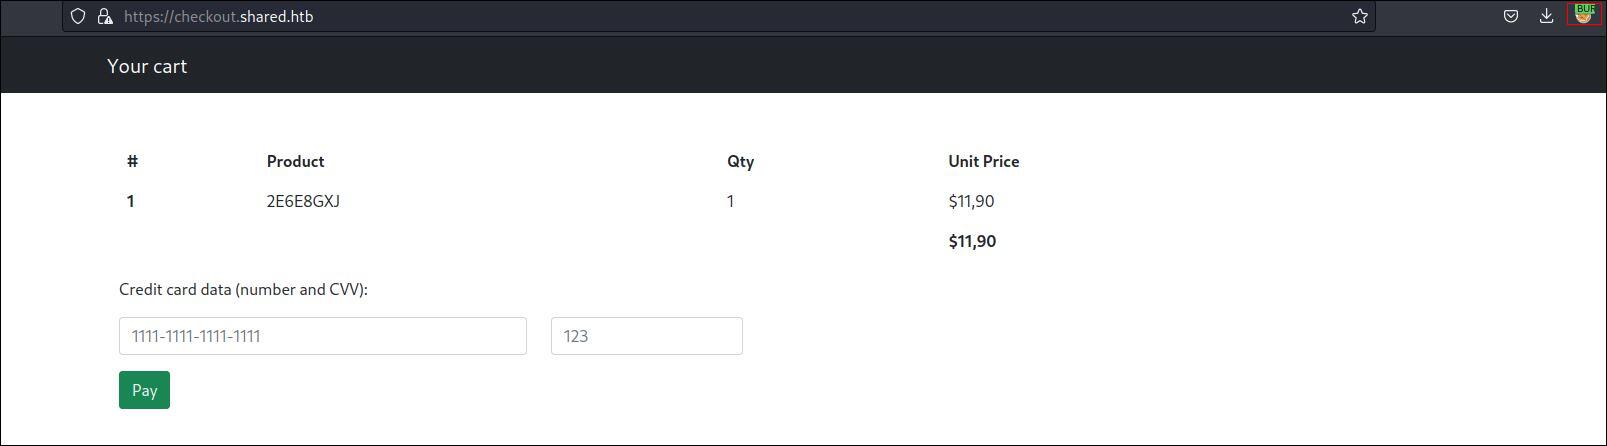 https://checkout.shared.htb
BUR
Your cart
# Product Qty Unit Price
1 2E6E8GXJ 1 $11,90
$11,90
Credit card data (number and CVV):
1111-1111-1111-1111 123
Pay